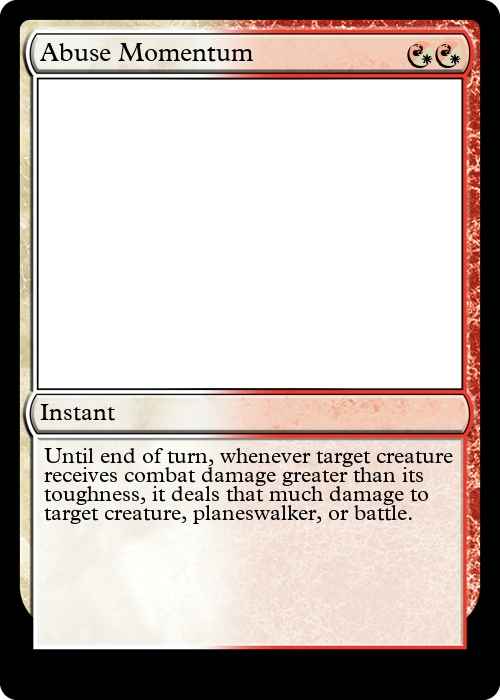 Abuse Momentum
Instant
Until end of turn, whenever target creature
receives combat damage greater than its
toughness, it deals that much damage to
target creature, planeswalker, or battle.